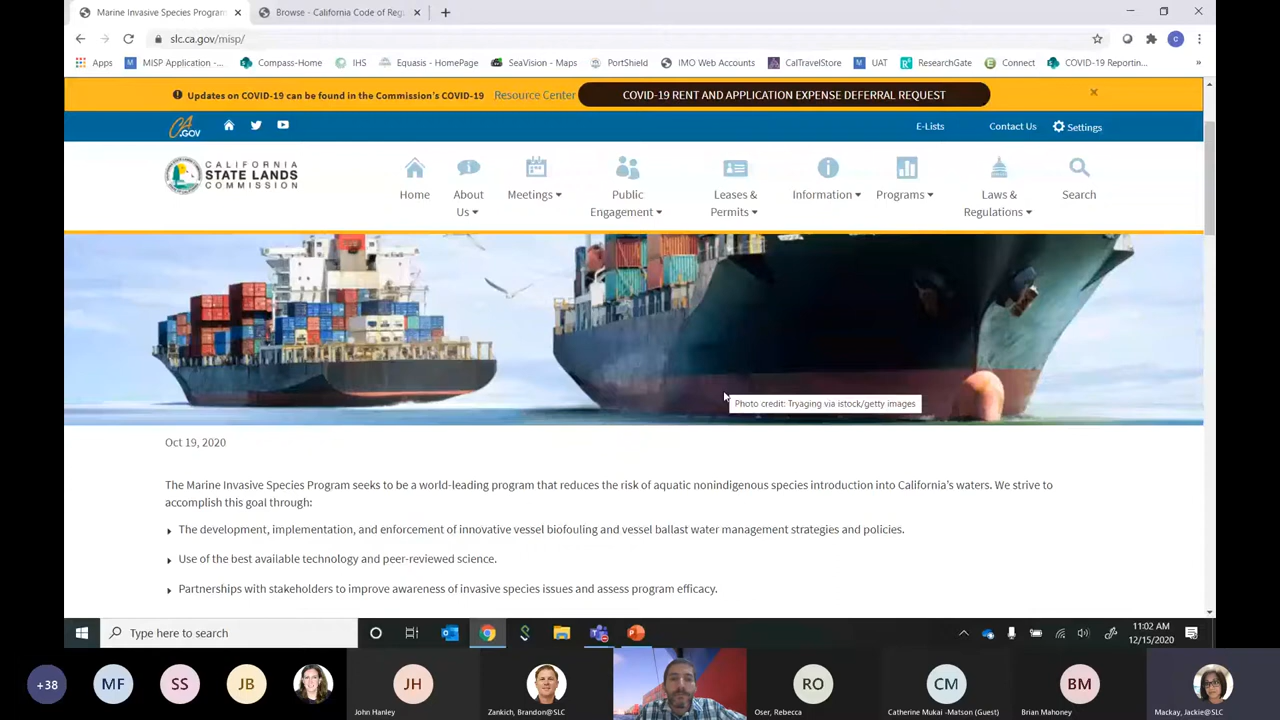 Marine Invasive Species Program
Browse - California Code of Regu
slc.ca.gov/misp/
C
Apps
MISP Application -...
Compass-Home
IHS
Equasis - HomePage
SeaVision - Maps
PortShield
IMO Web Accounts
CalTravelStore
UAT
ResearchGate
Connect
COVID-19 Reportin...
Updates on COVID-19 can be found in the Commission's COVID-19 Resource Center
COVID-19 RENT AND APPLICATION EXPENSE DEFERRAL REQUEST
CA.GOV
E-Lists
Contact Us
Settings
CALIFORNIA
STATE LANDS
COMMISSION
Home
About Us
Meetings
Public Engagement
Leases & Permits
Information
Programs
Laws & Regulations
Search
Photo credit: Tryaging via istock/getty images
Oct 19, 2020
The Marine Invasive Species Program seeks to be a world-leading program that reduces the risk of aquatic nonindigenous species introduction into California's waters. We strive to
accomplish this goal through:
The development, implementation, and enforcement of innovative vessel biofouling and vessel ballast water management strategies and policies.
Use of the best available technology and peer-reviewed science.
Partnerships with stakeholders to improve awareness of invasive species issues and assess program efficacy.
Type here to search
11:02 AM
12/15/2020
+38
MF
SS
JB
JH
John Hanley
Zankich, Brandon@SLC
RO
Oser, Rebecca
CM
Catherine Mukai -Matson (Guest)
BM
Brian Mahoney
Mackay, Jackie@SLC